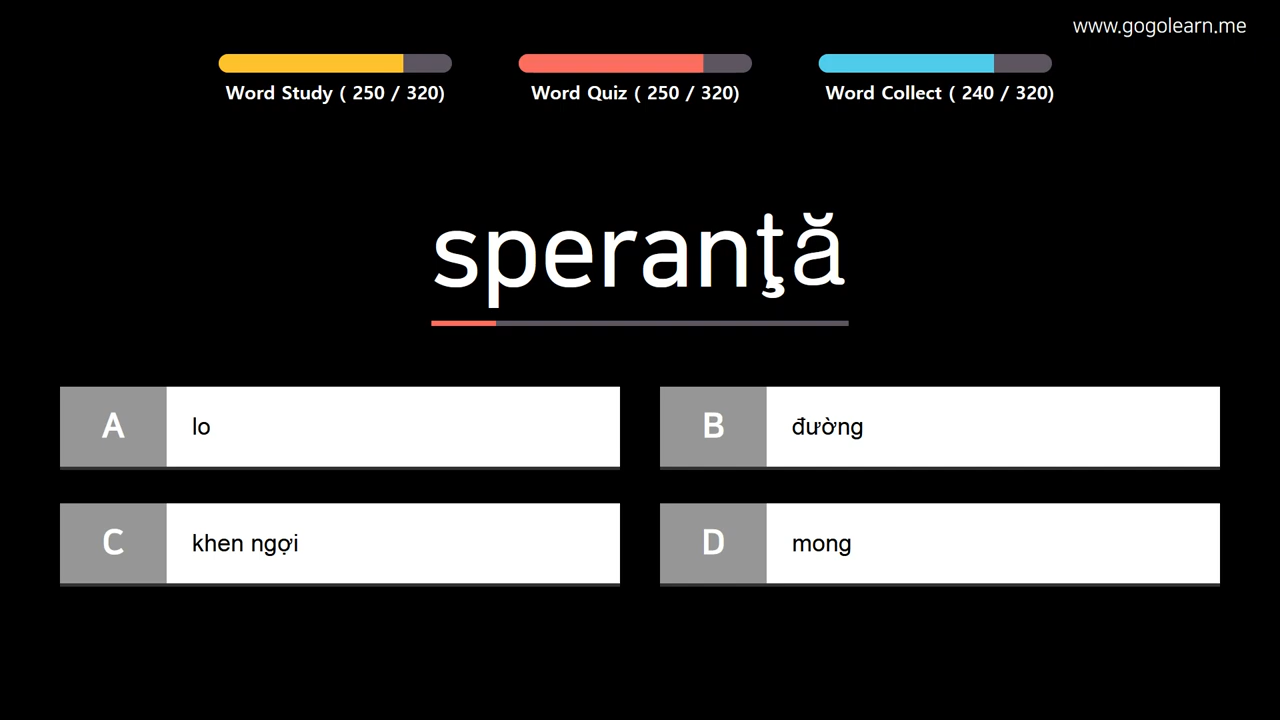 www.gogolearn.me
Word Study ( 250 / 320)
Word Quiz ( 250 / 320)
Word Collect ( 240 / 320)
speranţă
A lo
B đường
C khen ngợi
D mong